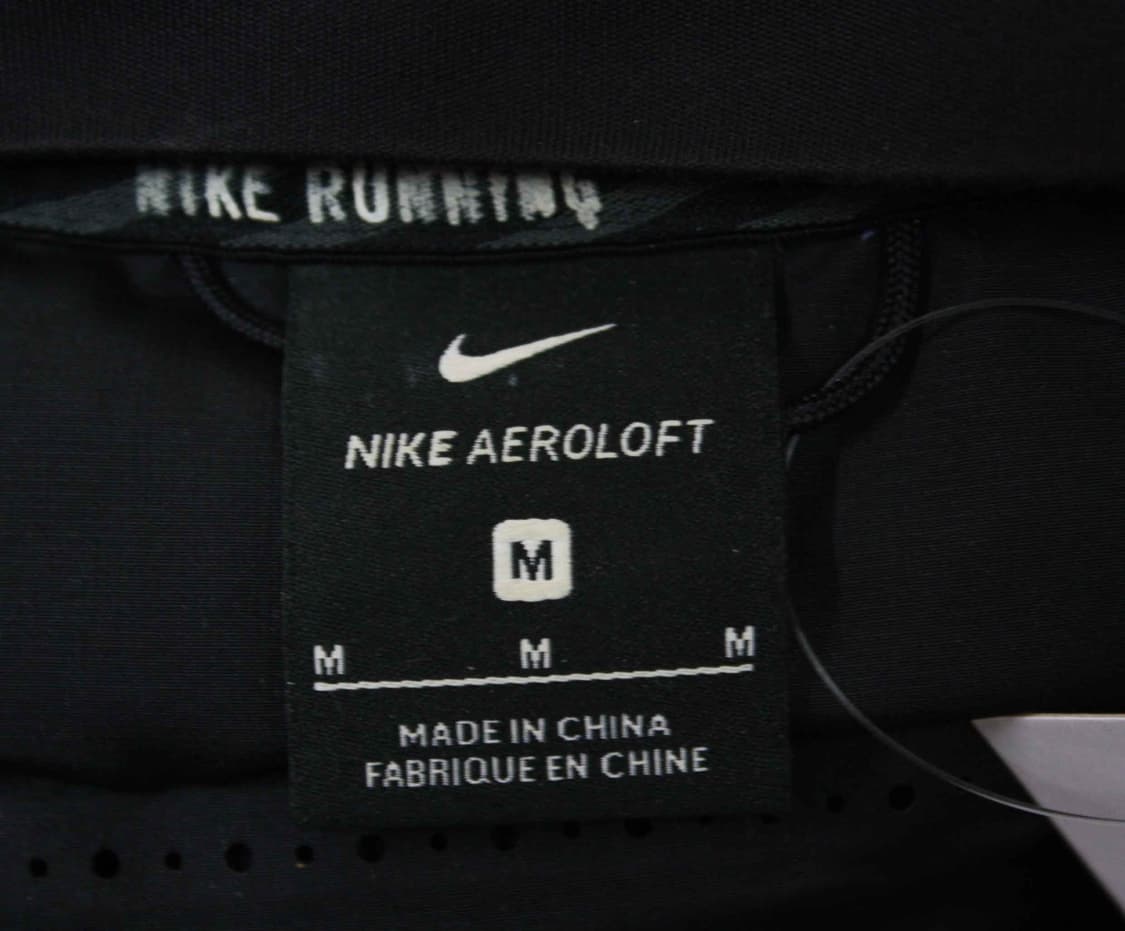 NIKE RUNNING
NIKE AEROLOFT
M
M M M
MADE IN CHINA
FABRIQUE EN CHINE